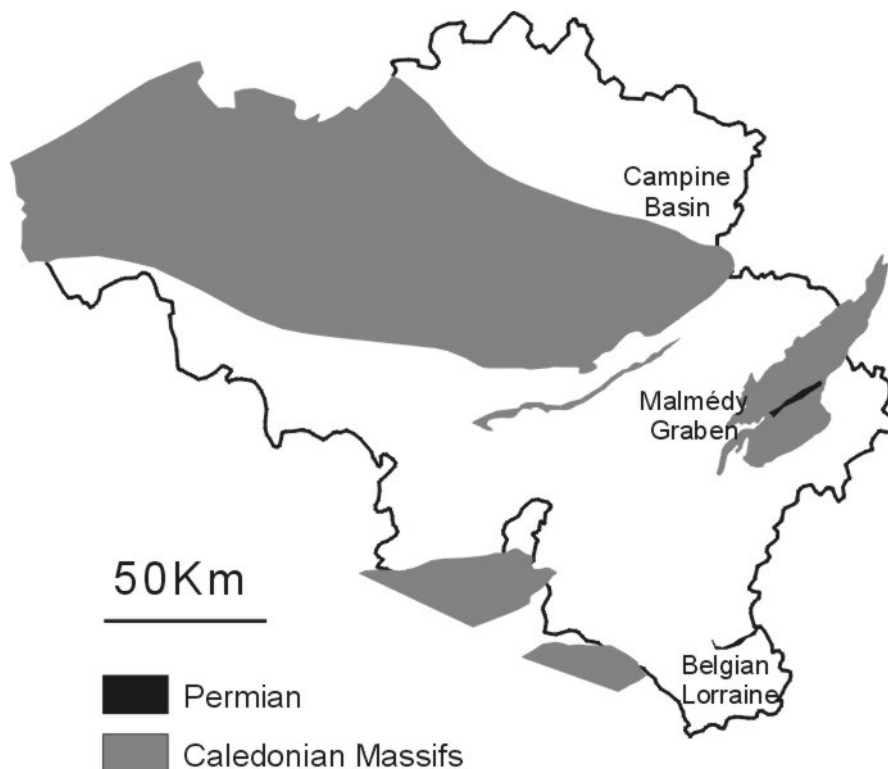 Campine
Basin
Malmédy
Graben
50Km
Belgian
Lorraine
Permian
Caledonian Massifs